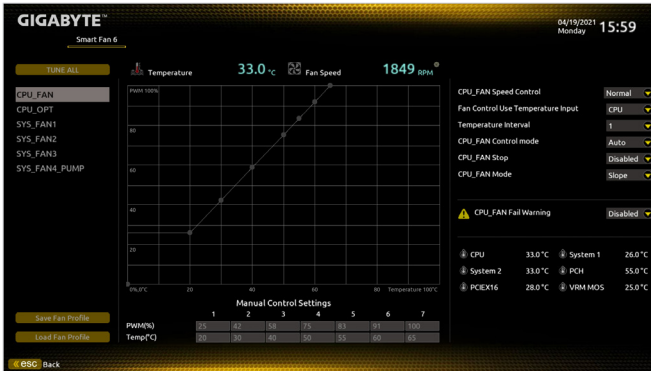 GIGABYTE™
04/19/2021 Monday 15:59
Smart Fan 6
TUNE ALL
Temperature 33.0 °C Fan Speed 1849 RPM
CPU_FAN
CPU_OPT
SYS_FAN1
SYS_FAN2
SYS_FAN3
SYS_FAN4_PUMP
PWM 100%
80
60
40
20
0%,0°C 20 40 60 80 Temperature 100°C
CPU_FAN Speed Control Normal
Fan Control Use Temperature Input CPU
Temperature Interval 1
CPU_FAN Control mode Auto
CPU_FAN Stop Disabled
CPU_FAN Mode Slope
CPU_FAN Fail Warning Disabled
CPU 33.0°C System 1 26.0°C
System 2 33.0°C PCH 55.0°C
PCIEX16 28.0°C VRM MOS 25.0°C
Manual Control Settings
1 2 3 4 5 6 7
PWM(%) 25 42 58 75 83 91 100
Temp(°C) 20 30 40 50 55 60 65
Save Fan Profile
Load Fan Profile
esc Back